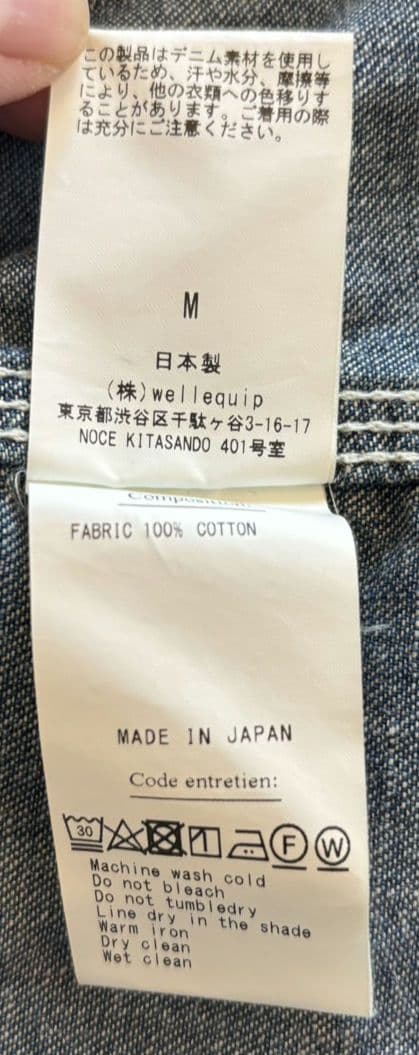 この製品はデニム素材を使用し
ているため、汗や水分、摩擦等
により、他の衣類への色移りす
ることがあります。ご着用の際
は充分にご注意ください。
M
日本製
(株)wellequip
東京都渋谷区千駄ヶ谷3-16-17
NOCE KITASANDO 401号室
Composition:
FABRIC 100% COTTON
MADE IN JAPAN
Code entretien:
30 F W
Machine wash cold
Do not bleach
Do not tumbledry
Line dry in the shade
Warm iron
Dry clean
Wet clean